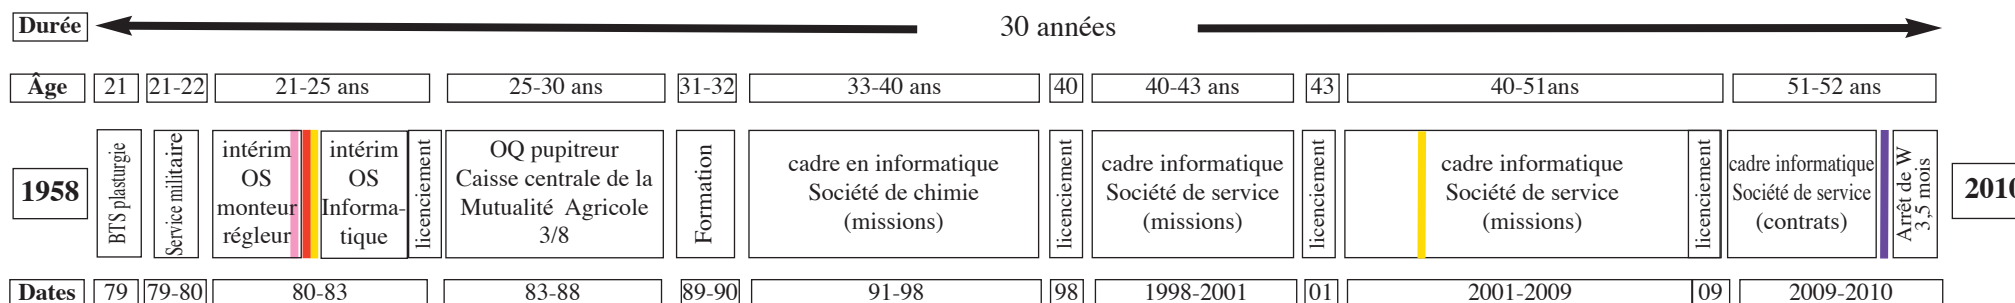 Durée
30 années
Âge
21
21-22
21-25 ans
25-30 ans
31-32
33-40 ans
40
40-43 ans
43
40-51ans
51-52 ans
1958
BTS plasturgie
Service militaire
intérim
OS
monteur
régleur
intérim
OS
Informa-
tique
licenciement
OQ pupitreur
Caisse centrale de la
Mutualité Agricole
3/8
Formation
cadre en informatique
Société de chimie
(missions)
licenciement
cadre informatique
Société de service
(missions)
licenciement
cadre informatique
Société de service
(missions)
licenciement
cadre informatique
Société de service
(contrats)
Arrêt de W
3,5 mois
2010
Dates
79
79-80
80-83
83-88
89-90
91-98
98
1998-2001
01
2001-2009
09
2009-2010